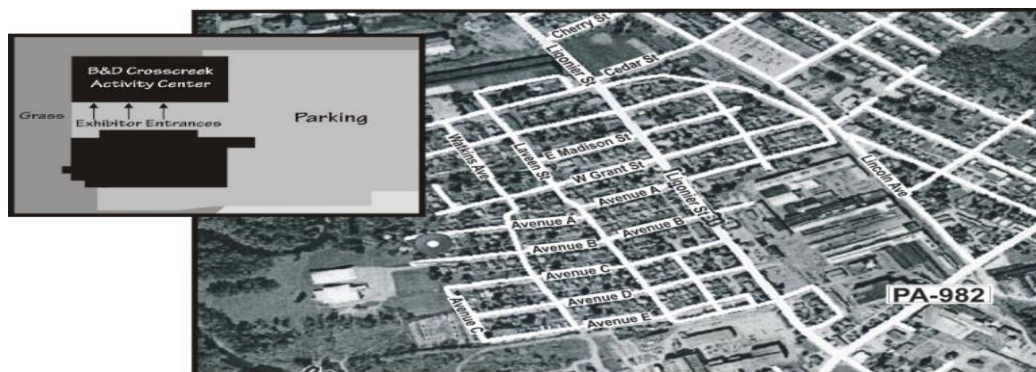 B&D Crosscreek
Activity Center
Grass
Exhibitor Entrances
Parking
Cherry St
Ligonier St
Cedar St
Watkins Ave
Laveen St
E Madison St
W Grant St
Lincoln Ave
Avenue A
Avenue A
Ligonier St
Avenue B
Avenue B
Avenue C
Avenue D
Avenue C
Avenue E
PA-982